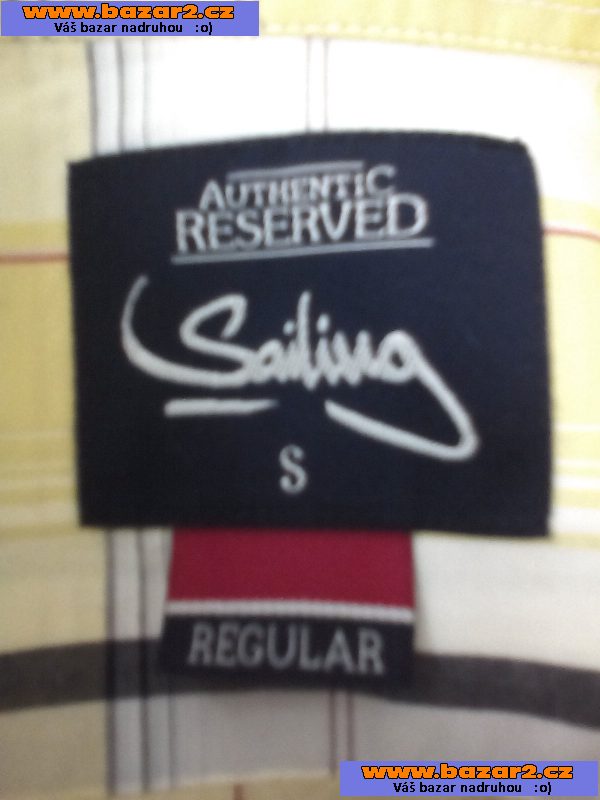 www.bazar2.cz
Váš bazar nadruhou :o)
AUTHENTIC
RESERVED
Sailing
S
REGULAR
www.bazar2.cz
Váš bazar nadruhou :o)